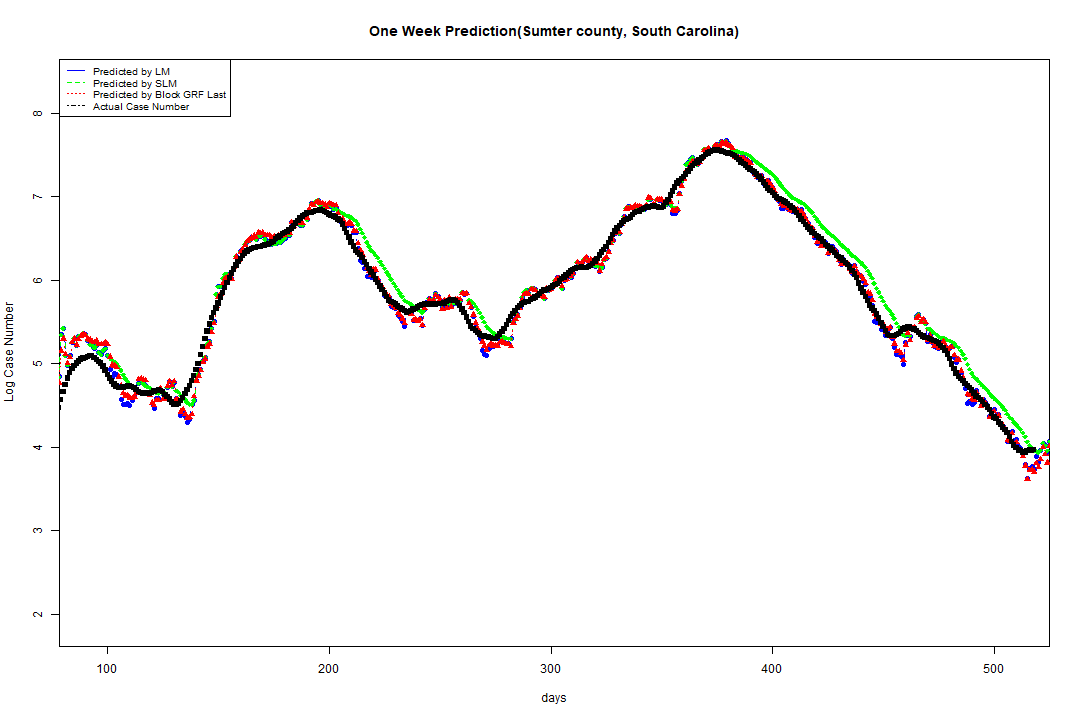 One Week Prediction(Sumter county, South Carolina)
Predicted by LM
Predicted by SLM
Predicted by Block GRF Last
Actual Case Number
8
7
6
5
4
3
2
Log Case Number
100 200 300 400 500
days